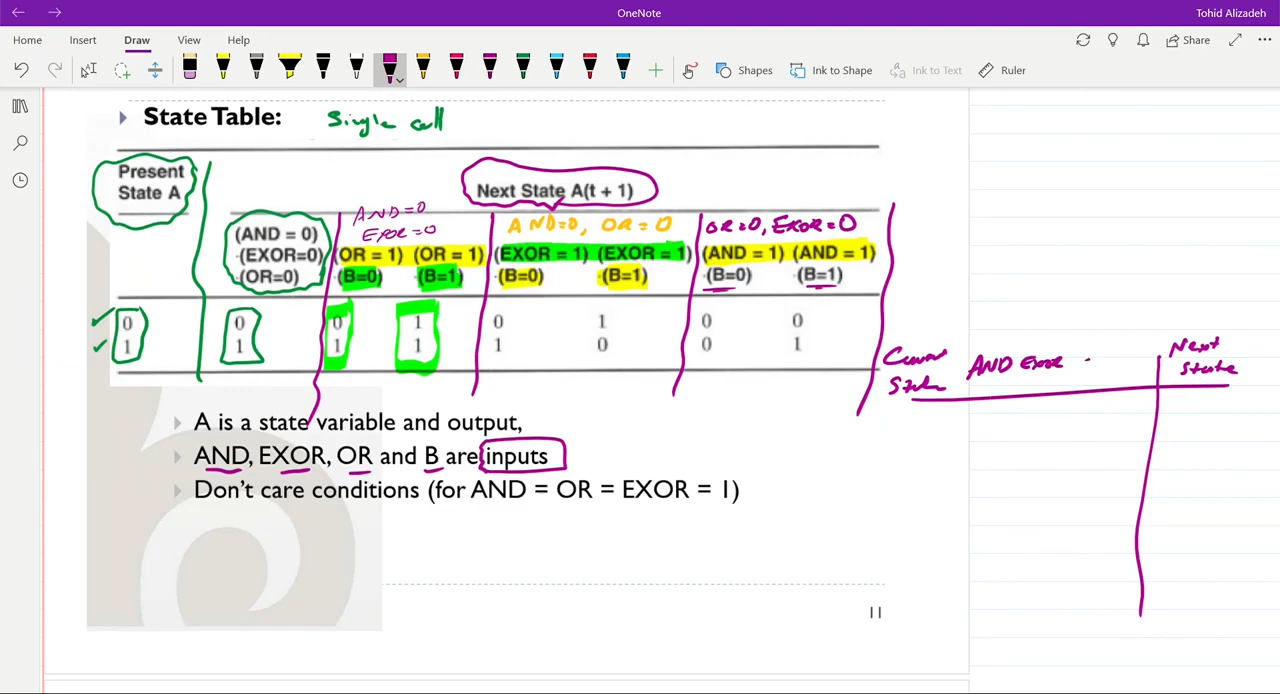 OneNote
Tohid Alizadeh
Home Insert Draw View Help
Share
Shapes Ink to Shape Ink to Text Ruler
State Table: Single cell
Present
State A
Next State A(t + 1)
AND=0
EXOR=0
AND=0, OR=0
OR=0, EXOR=0
(AND = 0)
(EXOR=0) (OR = 1) (OR = 1) (EXOR = 1) (EXOR = 1) (AND = 1) (AND = 1)
(OR=0) (B=0) (B=1) (B=0) (B=1) (B=0) (B=1)
0 0 0 1 0 1 0 0
1 1 1 1 1 0 0 1
Current
State
AND EXOR
Next
State
A is a state variable and output,
AND, EXOR, OR and B are inputs
Don't care conditions (for AND = OR = EXOR = 1)
11